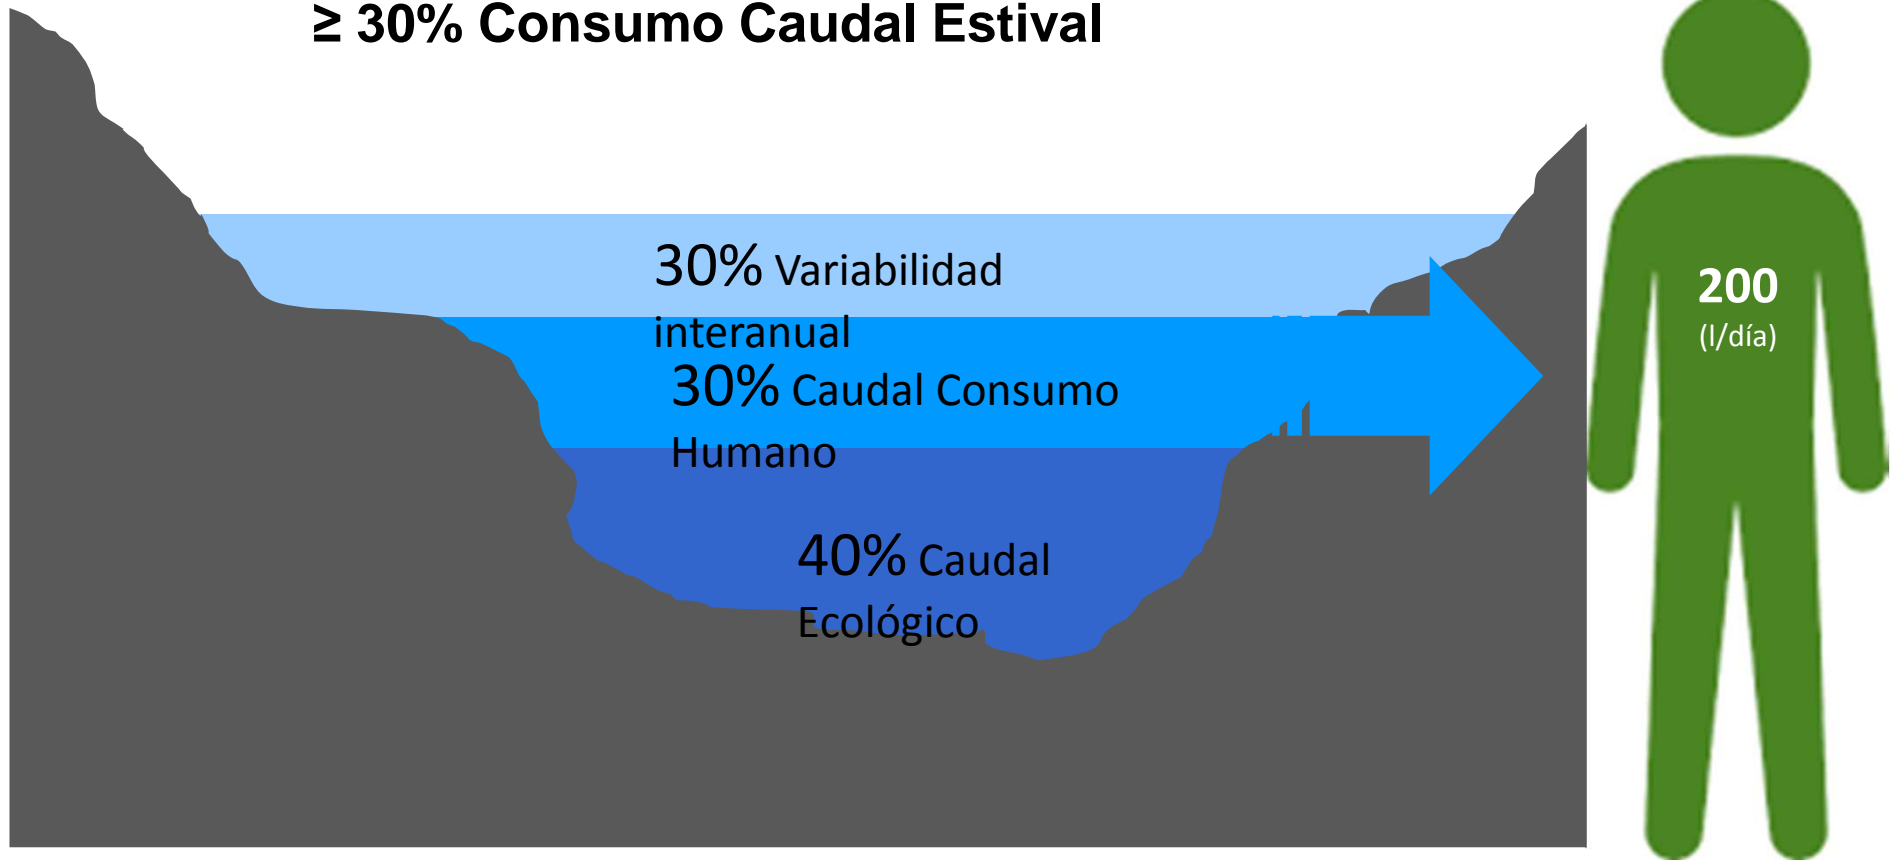 ≥ 30% Consumo Caudal Estival
30% Variabilidad
interanual
30% Caudal Consumo
Humano
40% Caudal
Ecológico
200
(l/día)